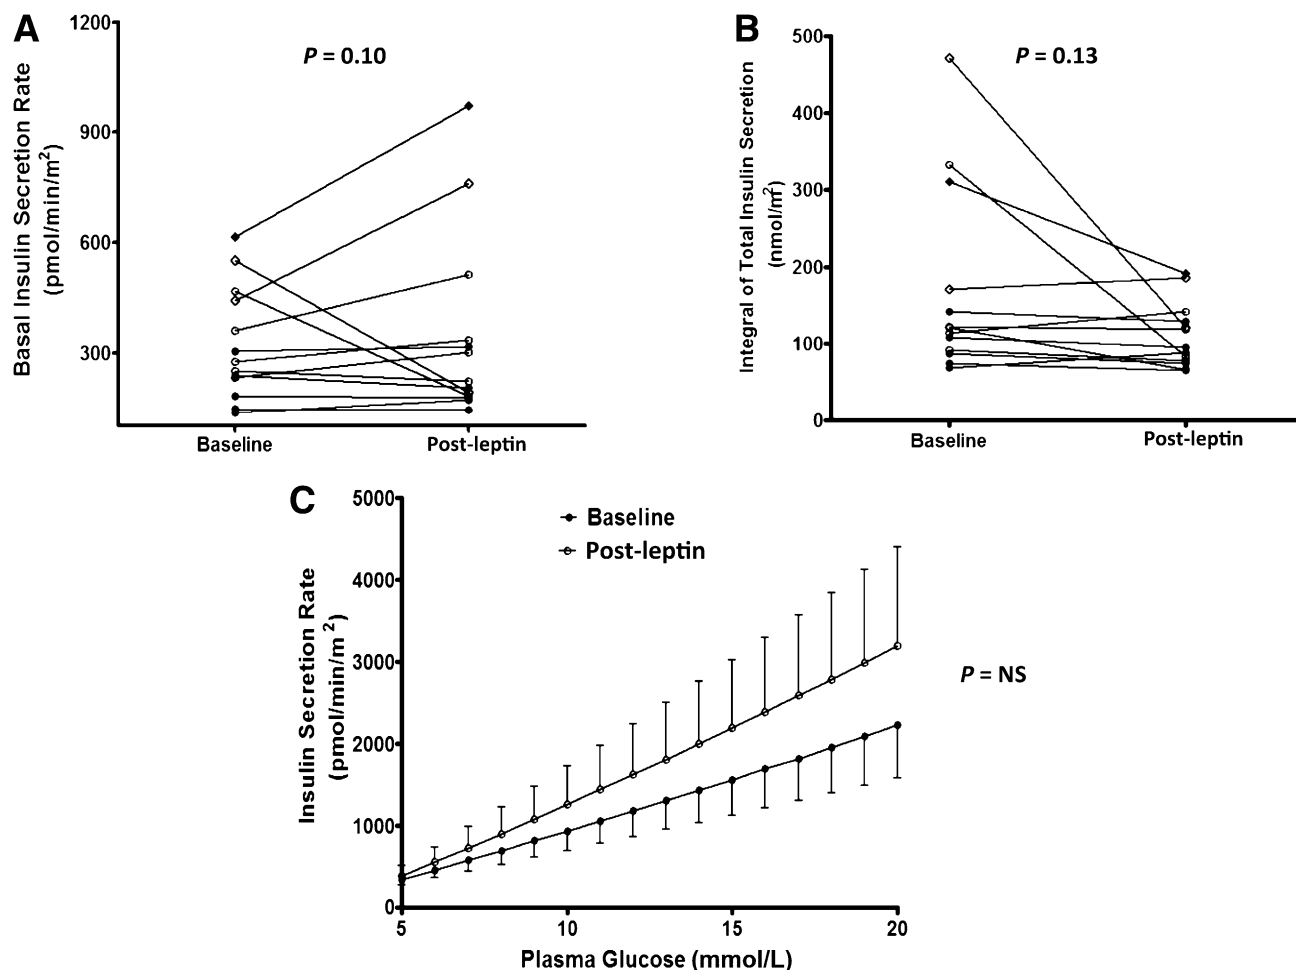 A
Basal Insulin Secretion Rate
(pmol/min/m²)
1200
900
600
300
P = 0.10
Baseline
Post-leptin
B
Integral of Total Insulin Secretion
(nmol/m²)
500
400
300
200
100
0
P = 0.13
Baseline
Post-leptin
C
Insulin Secretion Rate
(pmol/min/m²)
5000
4000
3000
2000
1000
0
Baseline
Post-leptin
P = NS
5
10
15
20
Plasma Glucose (mmol/L)